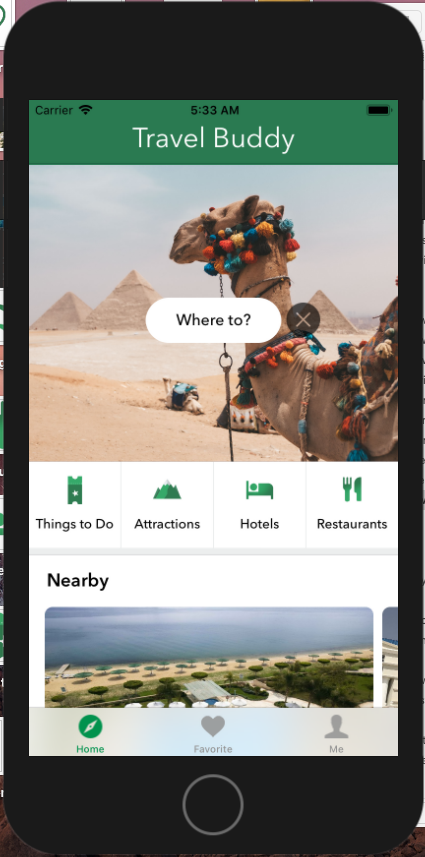 Carrier 5:33 AM
Travel Buddy
Where to?
Things to Do Attractions Hotels Restaurants
Nearby
Home Favorite Me